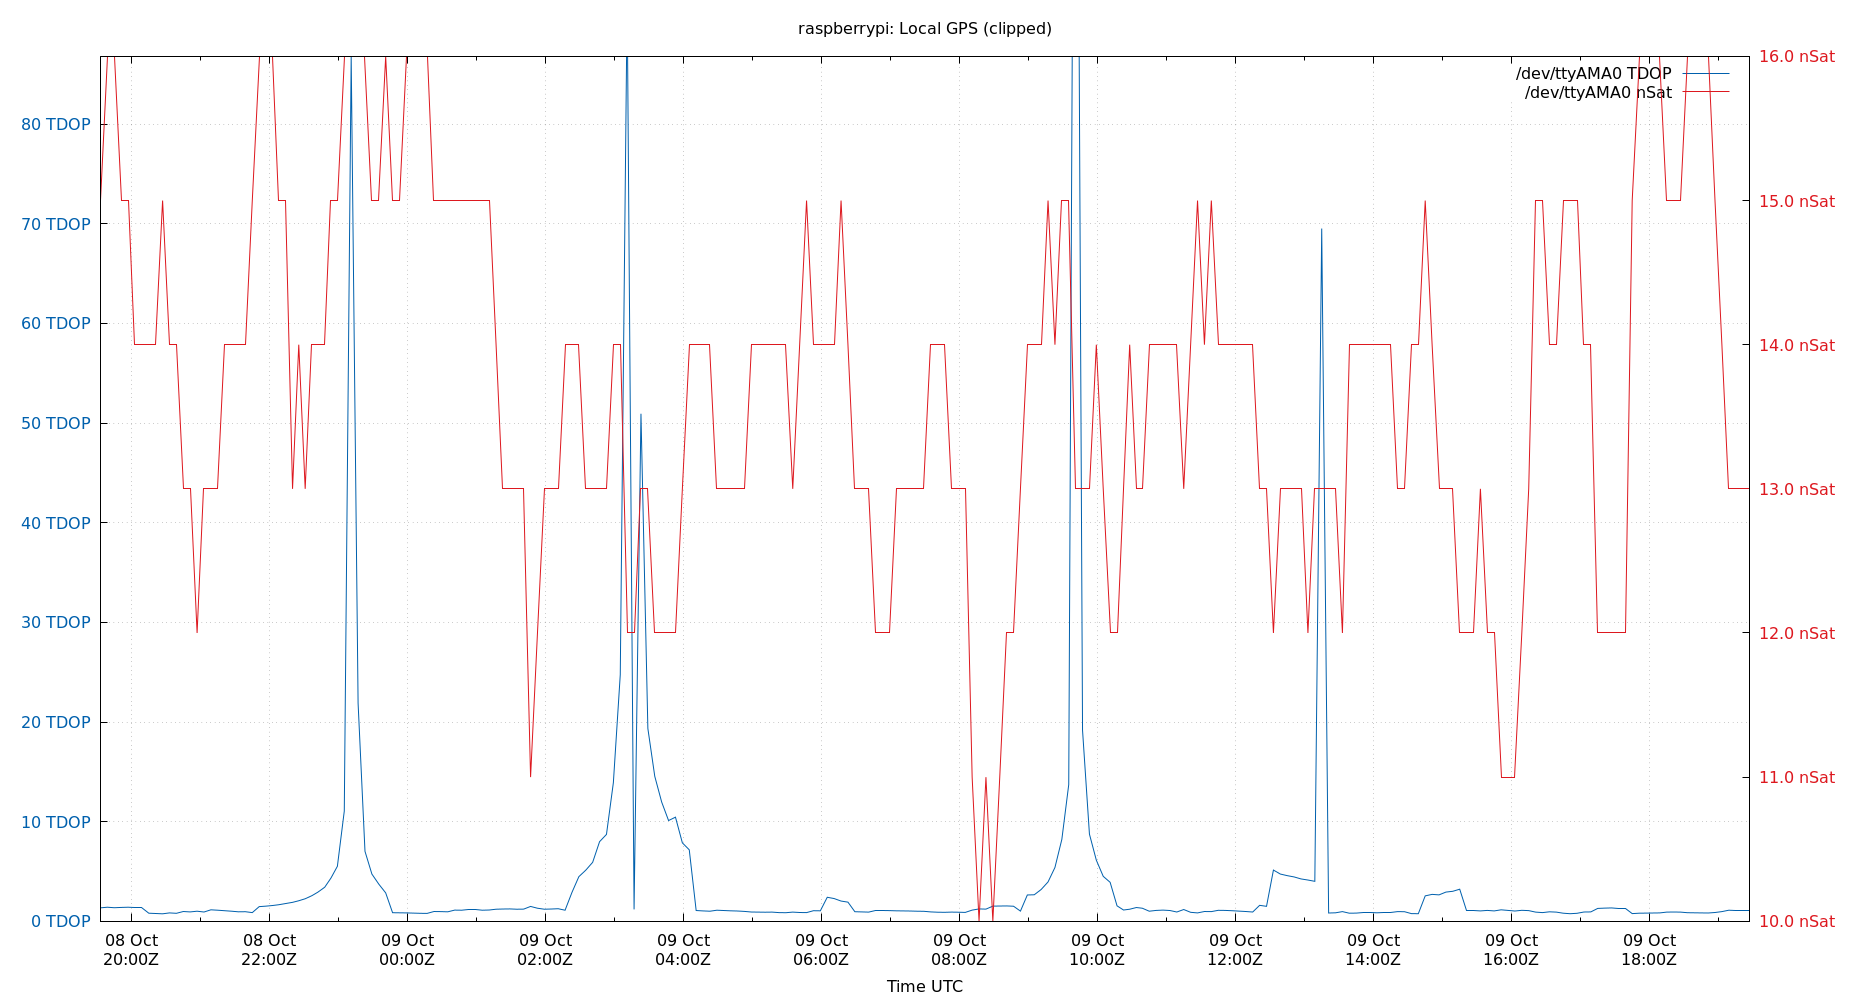 raspberrypi: Local GPS (clipped)
16.0 nSat
/dev/ttyAMA0 TDOP
/dev/ttyAMA0 nSat
80 TDOP
15.0 nSat
70 TDOP
60 TDOP
14.0 nSat
50 TDOP
13.0 nSat
40 TDOP
30 TDOP
12.0 nSat
20 TDOP
11.0 nSat
10 TDOP
0 TDOP
10.0 nSat
08 Oct 08 Oct 09 Oct 09 Oct 09 Oct 09 Oct 09 Oct 09 Oct 09 Oct 09 Oct 09 Oct 09 Oct
20:00Z 22:00Z 00:00Z 02:00Z 04:00Z 06:00Z 08:00Z 10:00Z 12:00Z 14:00Z 16:00Z 18:00Z
Time UTC